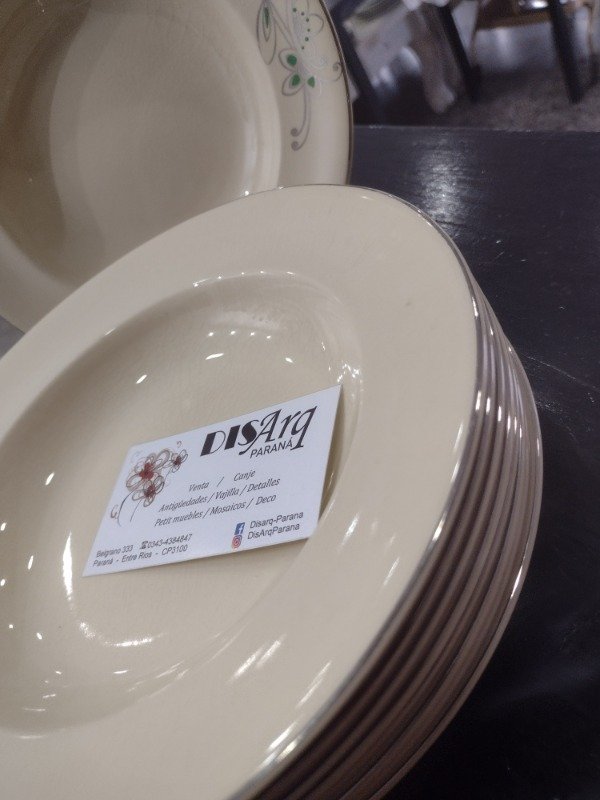 DISArq
PARANÁ
Venta / Canje
Antigüedades / Vajilla / Detalles
Petit muebles / Mosaicos / Deco
Belgrano 333 ☎0343-4384847
Paraná - Entre Rios - CP3100
Disarq-Parana
DisArqParana